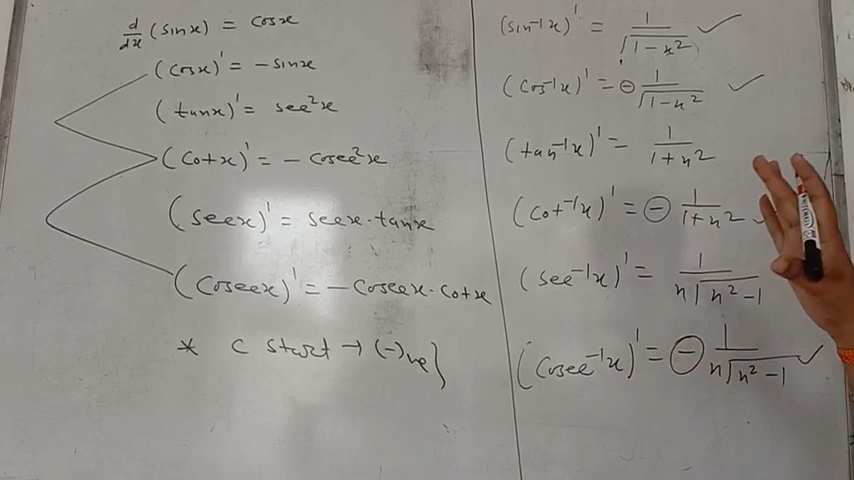 d/dx (sinx) = cosx
(cosx)' = -sinx
(tanx)' = sec²x
(cotx)' = -cosec²x
(secx)' = secx·tanx
(cosecx)' = -cosecx·cotx
* C start → (-)ve}
(sin⁻¹x)' = 1/√(1-x²) ✓
(cos⁻¹x)' = ⊖ 1/√(1-x²) ✓
(tan⁻¹x)' = 1/(1+x²)
(cot⁻¹x)' = ⊖ 1/(1+x²) ✓
(sec⁻¹x)' = 1/(x√(x²-1))
(cosec⁻¹x)' = ⊖ 1/(x√(x²-1)) ✓